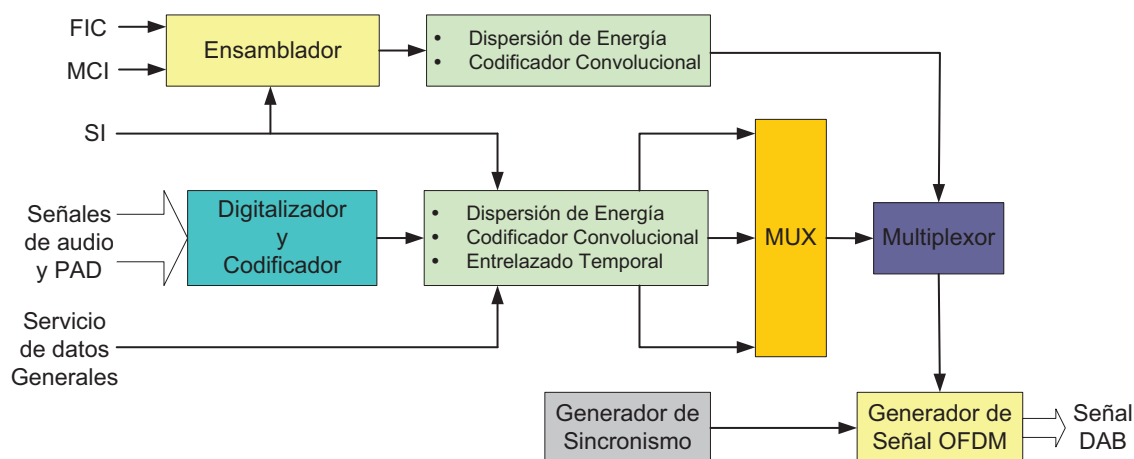 FIC
MCI
Ensamblador
• Dispersión de Energía
• Codificador Convolucional
SI
Señales
de audio
y PAD
Digitalizador
y
Codificador
• Dispersión de Energía
• Codificador Convolucional
• Entrelazado Temporal
MUX
Multiplexor
Servicio
de datos
Generales
Generador de
Sincronismo
Generador de
Señal OFDM
Señal
DAB